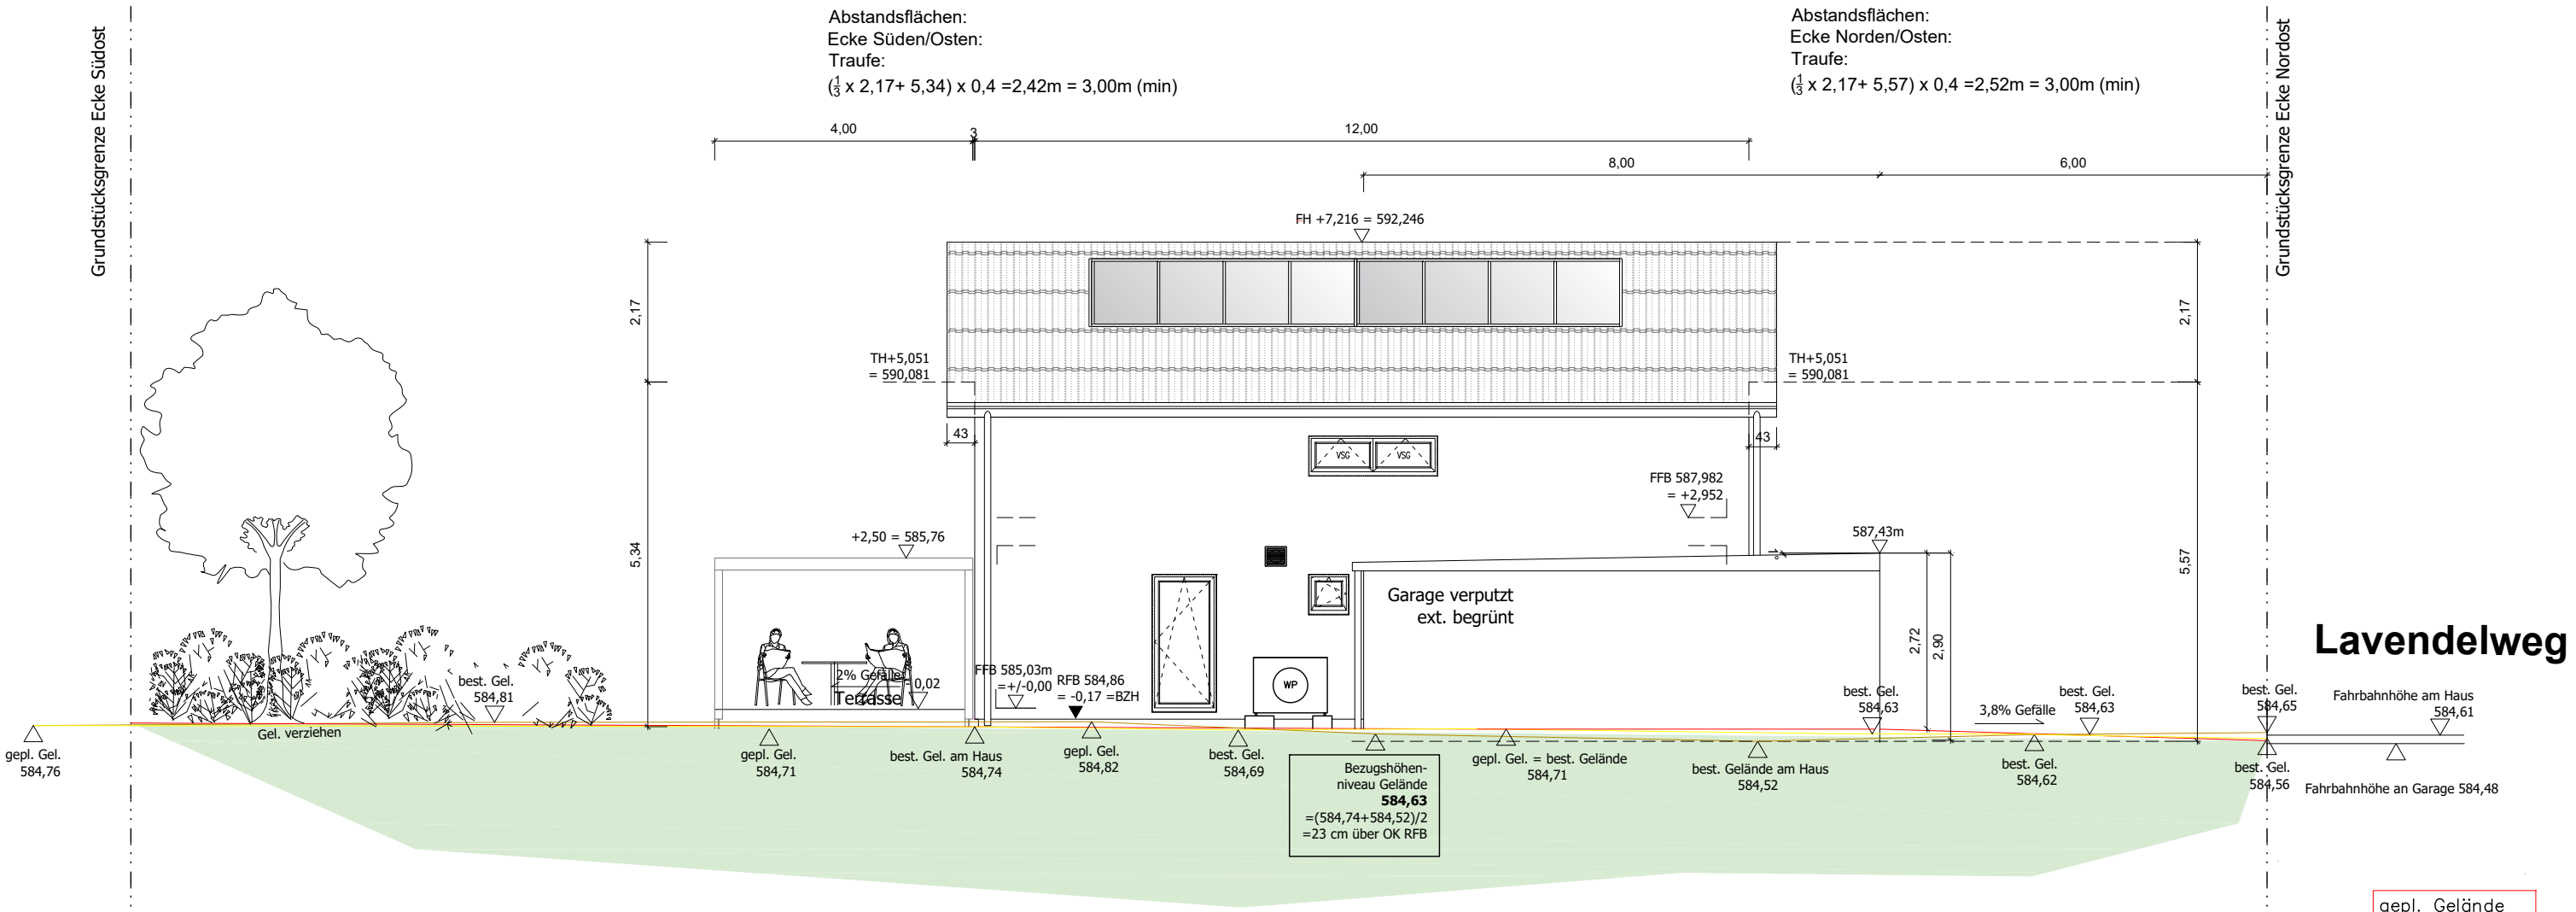 Abstandsflächen:
Ecke Süden/Osten:
Traufe:
(1/3 x 2,17+ 5,34) x 0,4 =2,42m = 3,00m (min)
Abstandsflächen:
Ecke Norden/Osten:
Traufe:
(1/3 x 2,17+ 5,57) x 0,4 =2,52m = 3,00m (min)
Grundstücksgrenze Ecke Südost
Grundstücksgrenze Ecke Nordost
4,00
3
12,00
8,00
6,00
FH +7,216 = 592,246
2,17
2,17
TH+5,051
= 590,081
TH+5,051
= 590,081
43
43
VSG
VSG
FFB 587,982
= +2,952
+2,50 = 585,76
587,43m
5,34
5,57
Garage verputzt
ext. begrünt
2,72
2,90
Lavendelweg
best. Gel.
584,81
2% Gefälle
0,02
Terrasse
FFB 585,03m
=+/-0,00
RFB 584,86
= -0,17 =BZH
WP
best. Gel.
584,63
3,8% Gefälle
best. Gel.
584,63
best. Gel.
584,65
Fahrbahnhöhe am Haus
584,61
Gel. verziehen
gepl. Gel.
584,76
gepl. Gel.
584,71
best. Gel. am Haus
584,74
gepl. Gel.
584,82
best. Gel.
584,69
Bezugshöhen-
niveau Gelände
584,63
=(584,74+584,52)/2
=23 cm über OK RFB
gepl. Gel. = best. Gelände
584,71
best. Gelände am Haus
584,52
best. Gel.
584,62
best. Gel.
584,56
Fahrbahnhöhe an Garage 584,48
gepl. Gelände